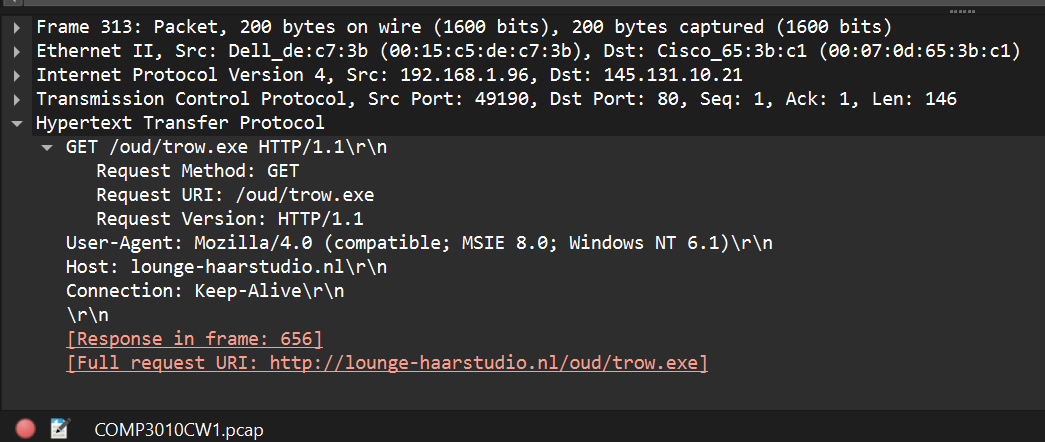 Frame 313: Packet, 200 bytes on wire (1600 bits), 200 bytes captured (1600 bits)
Ethernet II, Src: Dell_de:c7:3b (00:15:c5:de:c7:3b), Dst: Cisco_65:3b:c1 (00:07:0d:65:3b:c1)
Internet Protocol Version 4, Src: 192.168.1.96, Dst: 145.131.10.21
Transmission Control Protocol, Src Port: 49190, Dst Port: 80, Seq: 1, Ack: 1, Len: 146
Hypertext Transfer Protocol
GET /oud/trow.exe HTTP/1.1\r\n
Request Method: GET
Request URI: /oud/trow.exe
Request Version: HTTP/1.1
User-Agent: Mozilla/4.0 (compatible; MSIE 8.0; Windows NT 6.1)\r\n
Host: lounge-haarstudio.nl\r\n
Connection: Keep-Alive\r\n
\r\n
[Response in frame: 656]
[Full request URI: http://lounge-haarstudio.nl/oud/trow.exe]
COMP3010CW1.pcap